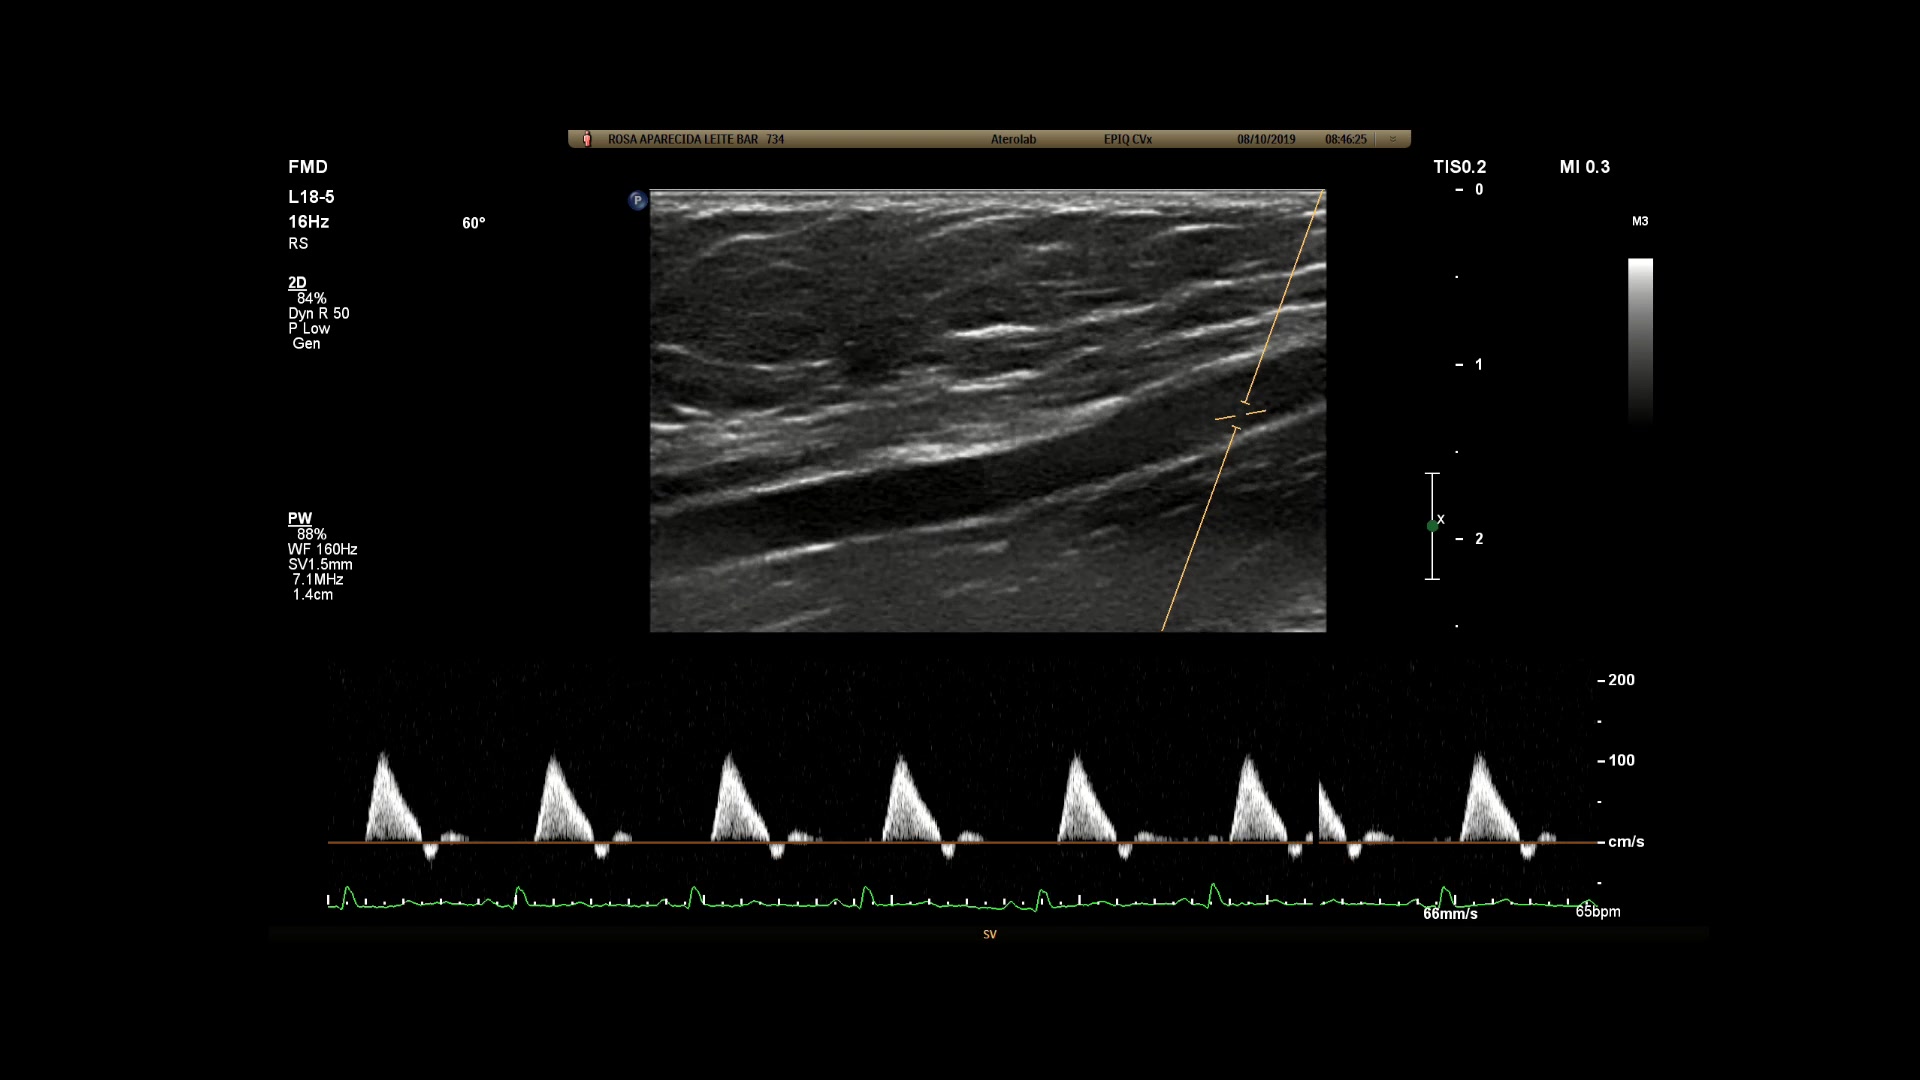 ROSA APARECIDA LEITE BAR 734 Aterolab EPIQ CVx 08/10/2019 08:46:25
FMD
TIS0.2 MI 0.3
L18-5
16Hz 60°
RS
2D
84%
Dyn R 50
P Low
Gen
P
0
1
2
X
M3
PW
88%
WF 160Hz
SV1.5mm
7.1MHz
1.4cm
200
100
cm/s
66mm/s
65bpm
SV